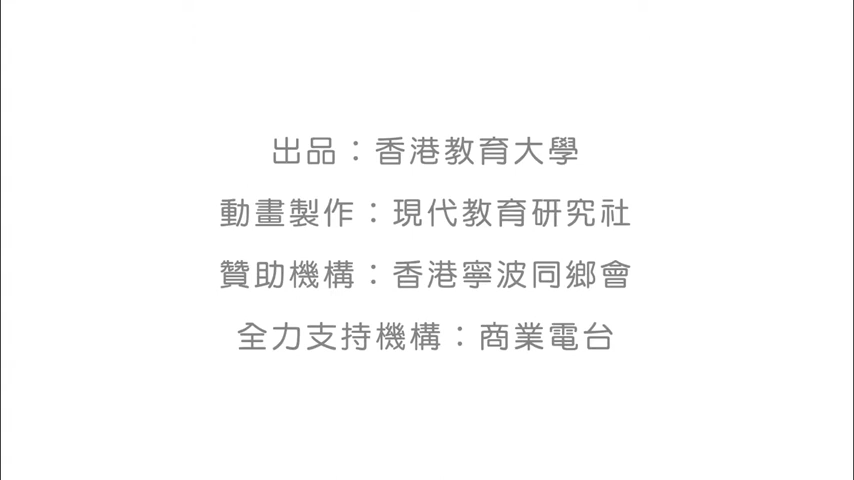 出品：香港教育大學
動畫製作：現代教育研究社
贊助機構：香港寧波同鄉會
全力支持機構：商業電台